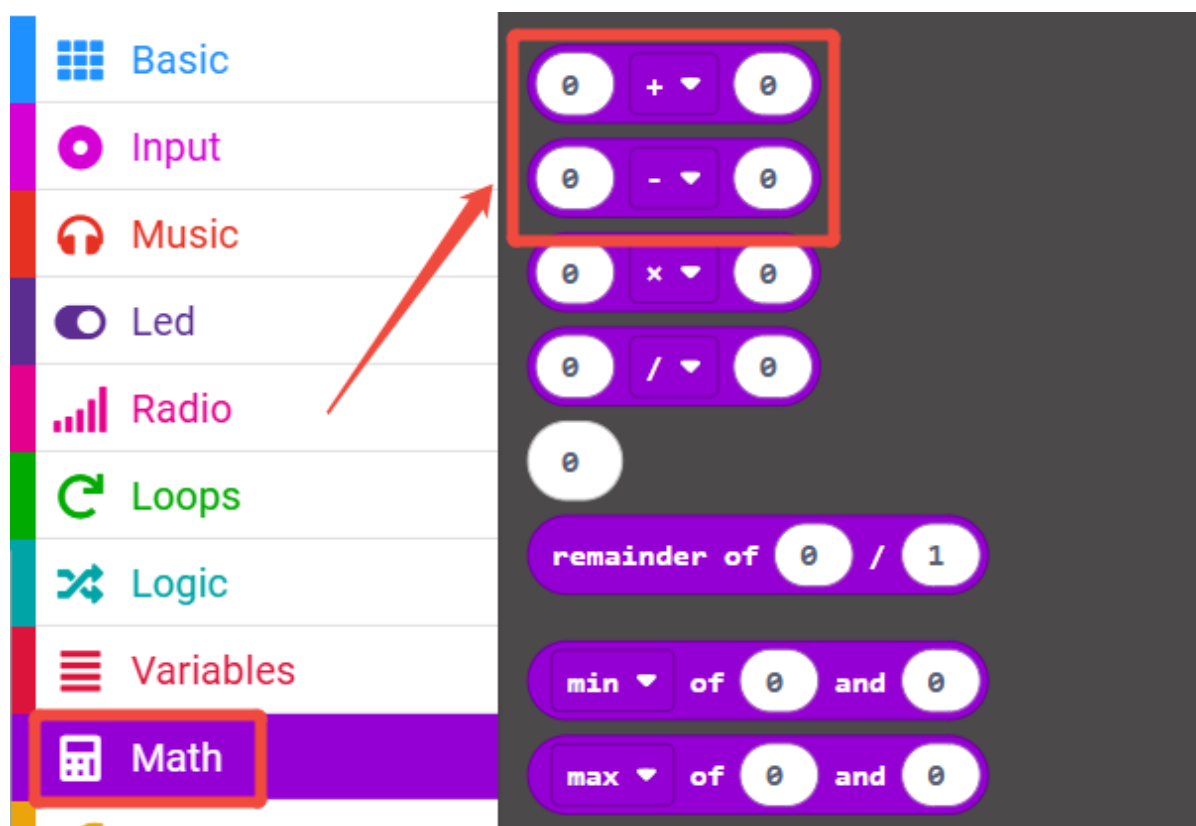 Basic
Input
Music
Led
Radio
Loops
Logic
Variables
Math
0 + 0
0 - 0
0 × 0
0 / 0
0
remainder of 0 / 1
min of 0 and 0
max of 0 and 0